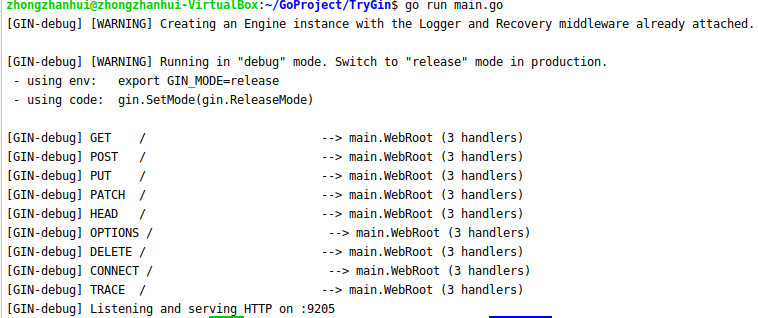 zhongzhanhui@zhongzhanhui-VirtualBox:~/GoProject/TryGin$ go run main.go
[GIN-debug] [WARNING] Creating an Engine instance with the Logger and Recovery middleware already attached.
[GIN-debug] [WARNING] Running in "debug" mode. Switch to "release" mode in production.
 - using env:   export GIN_MODE=release
 - using code:  gin.SetMode(gin.ReleaseMode)
[GIN-debug] GET    /                         --> main.WebRoot (3 handlers)
[GIN-debug] POST   /                         --> main.WebRoot (3 handlers)
[GIN-debug] PUT    /                         --> main.WebRoot (3 handlers)
[GIN-debug] PATCH  /                         --> main.WebRoot (3 handlers)
[GIN-debug] HEAD   /                         --> main.WebRoot (3 handlers)
[GIN-debug] OPTIONS /                         --> main.WebRoot (3 handlers)
[GIN-debug] DELETE /                         --> main.WebRoot (3 handlers)
[GIN-debug] CONNECT /                         --> main.WebRoot (3 handlers)
[GIN-debug] TRACE  /                         --> main.WebRoot (3 handlers)
[GIN-debug] Listening and serving HTTP on :9205